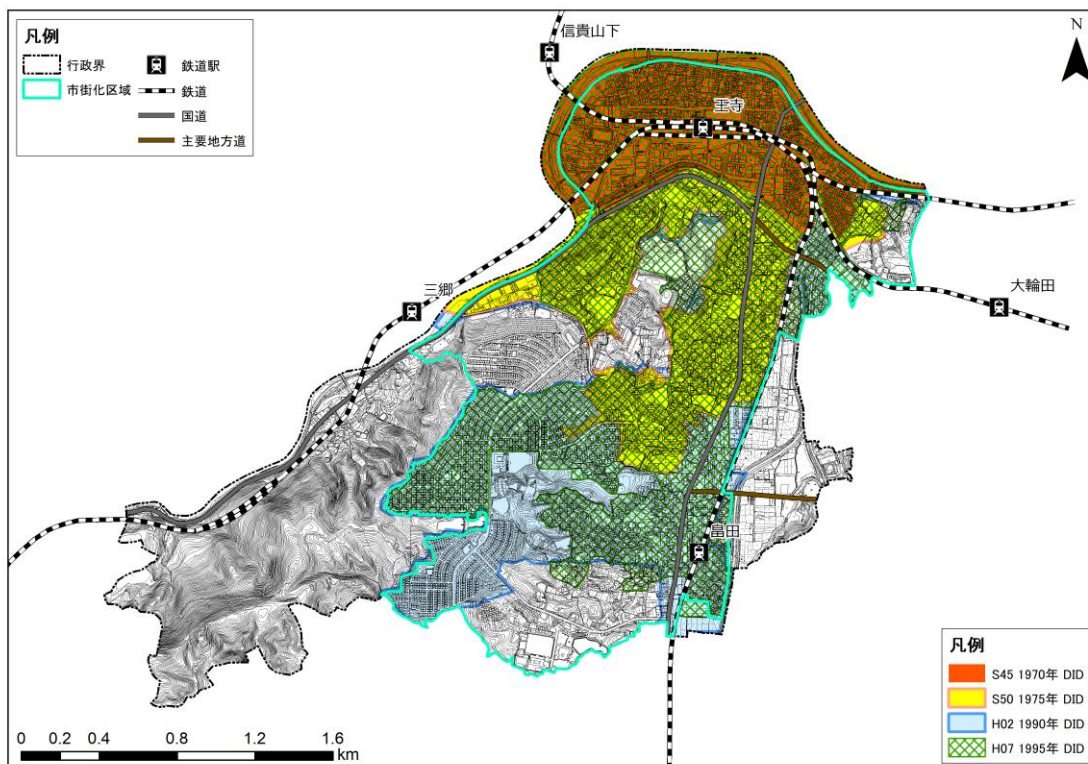 凡例
行政界
鉄道駅
市街化区域
鉄道
国道
主要地方道
信貴山下
N
王寺
三郷
大輪田
畠田
凡例
S45 1970年 DID
S50 1975年 DID
H02 1990年 DID
H07 1995年 DID
0 0.2 0.4 0.8 1.2 1.6
km